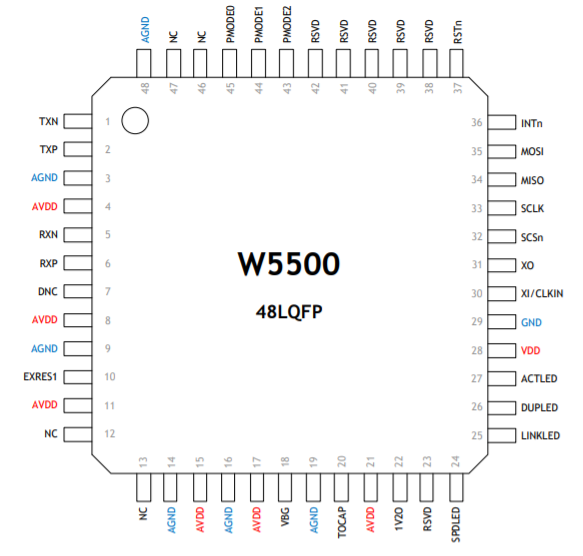 AGND NC NC PMODE0 PMODE1 PMODE2 RSVD RSVD RSVD RSVD RSVD RSTn
48 47 46 45 44 43 42 41 40 39 38 37
TXN 1
TXP 2
AGND 3
AVDD 4
RXN 5
RXP 6
DNC 7
AVDD 8
AGND 9
EXRES1 10
AVDD 11
NC 12
W5500
48LQFP
36 INTn
35 MOSI
34 MISO
33 SCLK
32 SCSn
31 XO
30 XI/CLKIN
29 GND
28 VDD
27 ACTLED
26 DUPLED
25 LINKLED
13 14 15 16 17 18 19 20 21 22 23 24
NC AGND AVDD AGND AVDD VBG AGND TOCAP AVDD 1V2O RSVD SPDLED